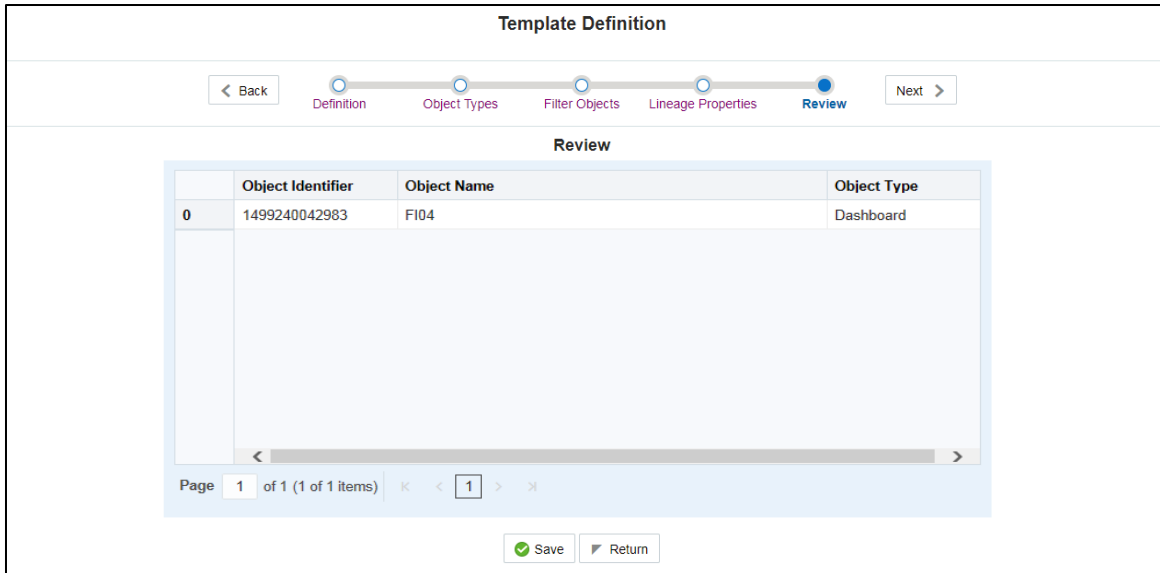 Template Definition
Back
Definition
Object Types
Filter Objects
Lineage Properties
Review
Next
Review
Object Identifier Object Name Object Type
0 1499240042983 FI04 Dashboard
Page 1 of 1 (1 of 1 items) 1
Save Return